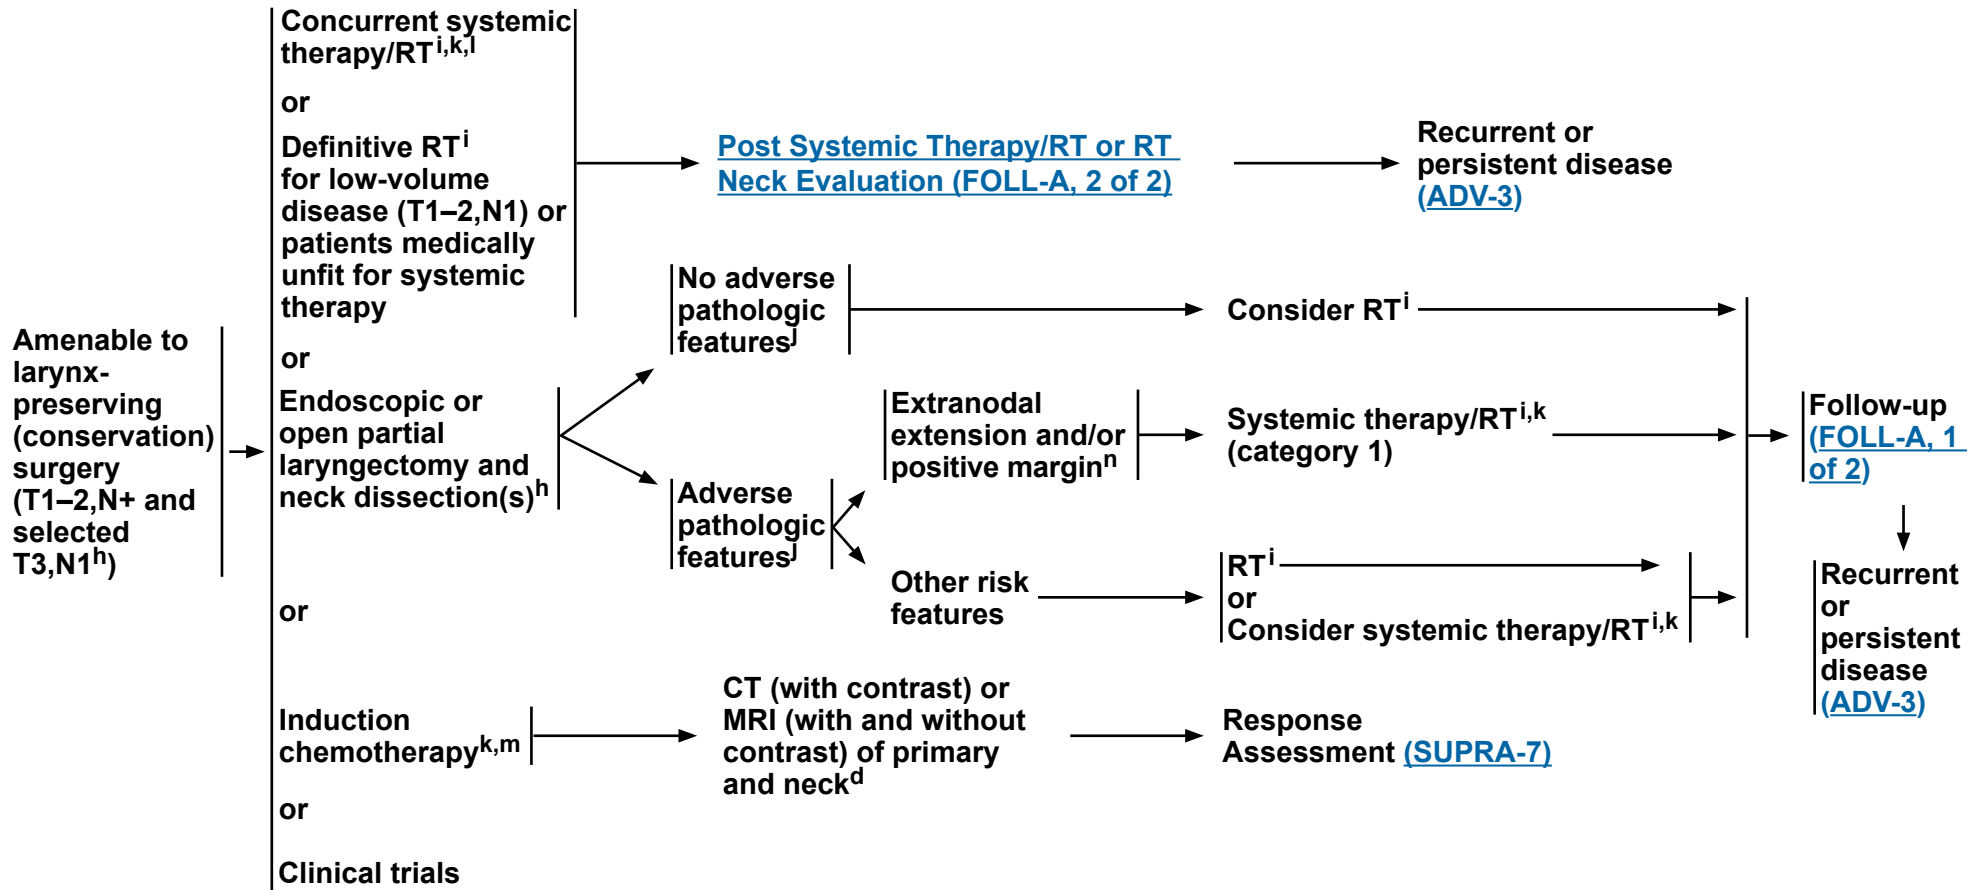 Amenable to
larynx-
preserving
(conservation)
surgery
(T1–2,N+ and
selected
T3,N1h)
Concurrent systemic
therapy/RTi,k,l
or
Definitive RTi
for low-volume
disease (T1–2,N1) or
patients medically
unfit for systemic
therapy
or
Endoscopic or
open partial
laryngectomy and
neck dissection(s)h
or
Induction
chemotherapyk,m
or
Clinical trials
Post Systemic Therapy/RT or RT
Neck Evaluation (FOLL-A, 2 of 2)
Recurrent or
persistent disease
(ADV-3)
No adverse
pathologic
featuresj
Consider RTi
Adverse
pathologic
featuresj
Extranodal
extension and/or
positive marginn
Systemic therapy/RTi,k
(category 1)
Other risk
features
RTi
or
Consider systemic therapy/RTi,k
CT (with contrast) or
MRI (with and without
contrast) of primary
and neckd
Response
Assessment (SUPRA-7)
Follow-up
(FOLL-A, 1
of 2)
Recurrent
or
persistent
disease
(ADV-3)